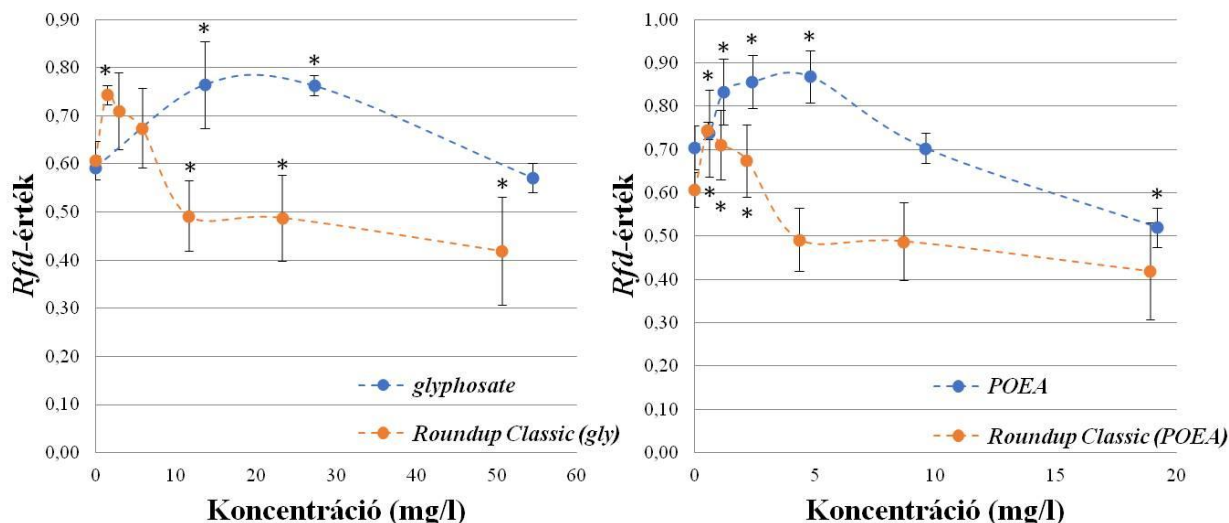 0,90
0,80
0,70
0,60
0,50
0,40
0,30
0,20
0,10
0,00
Rfd-érték
* * * * * *
glyphosate
Roundup Classic (gly)
0 10 20 30 40 50 60
Koncentráció (mg/l)
1,00
0,90
0,80
0,70
0,60
0,50
0,40
0,30
0,20
0,10
0,00
Rfd-érték
* * * * * * * *
POEA
Roundup Classic (POEA)
0 5 10 15 20
Koncentráció (mg/l)